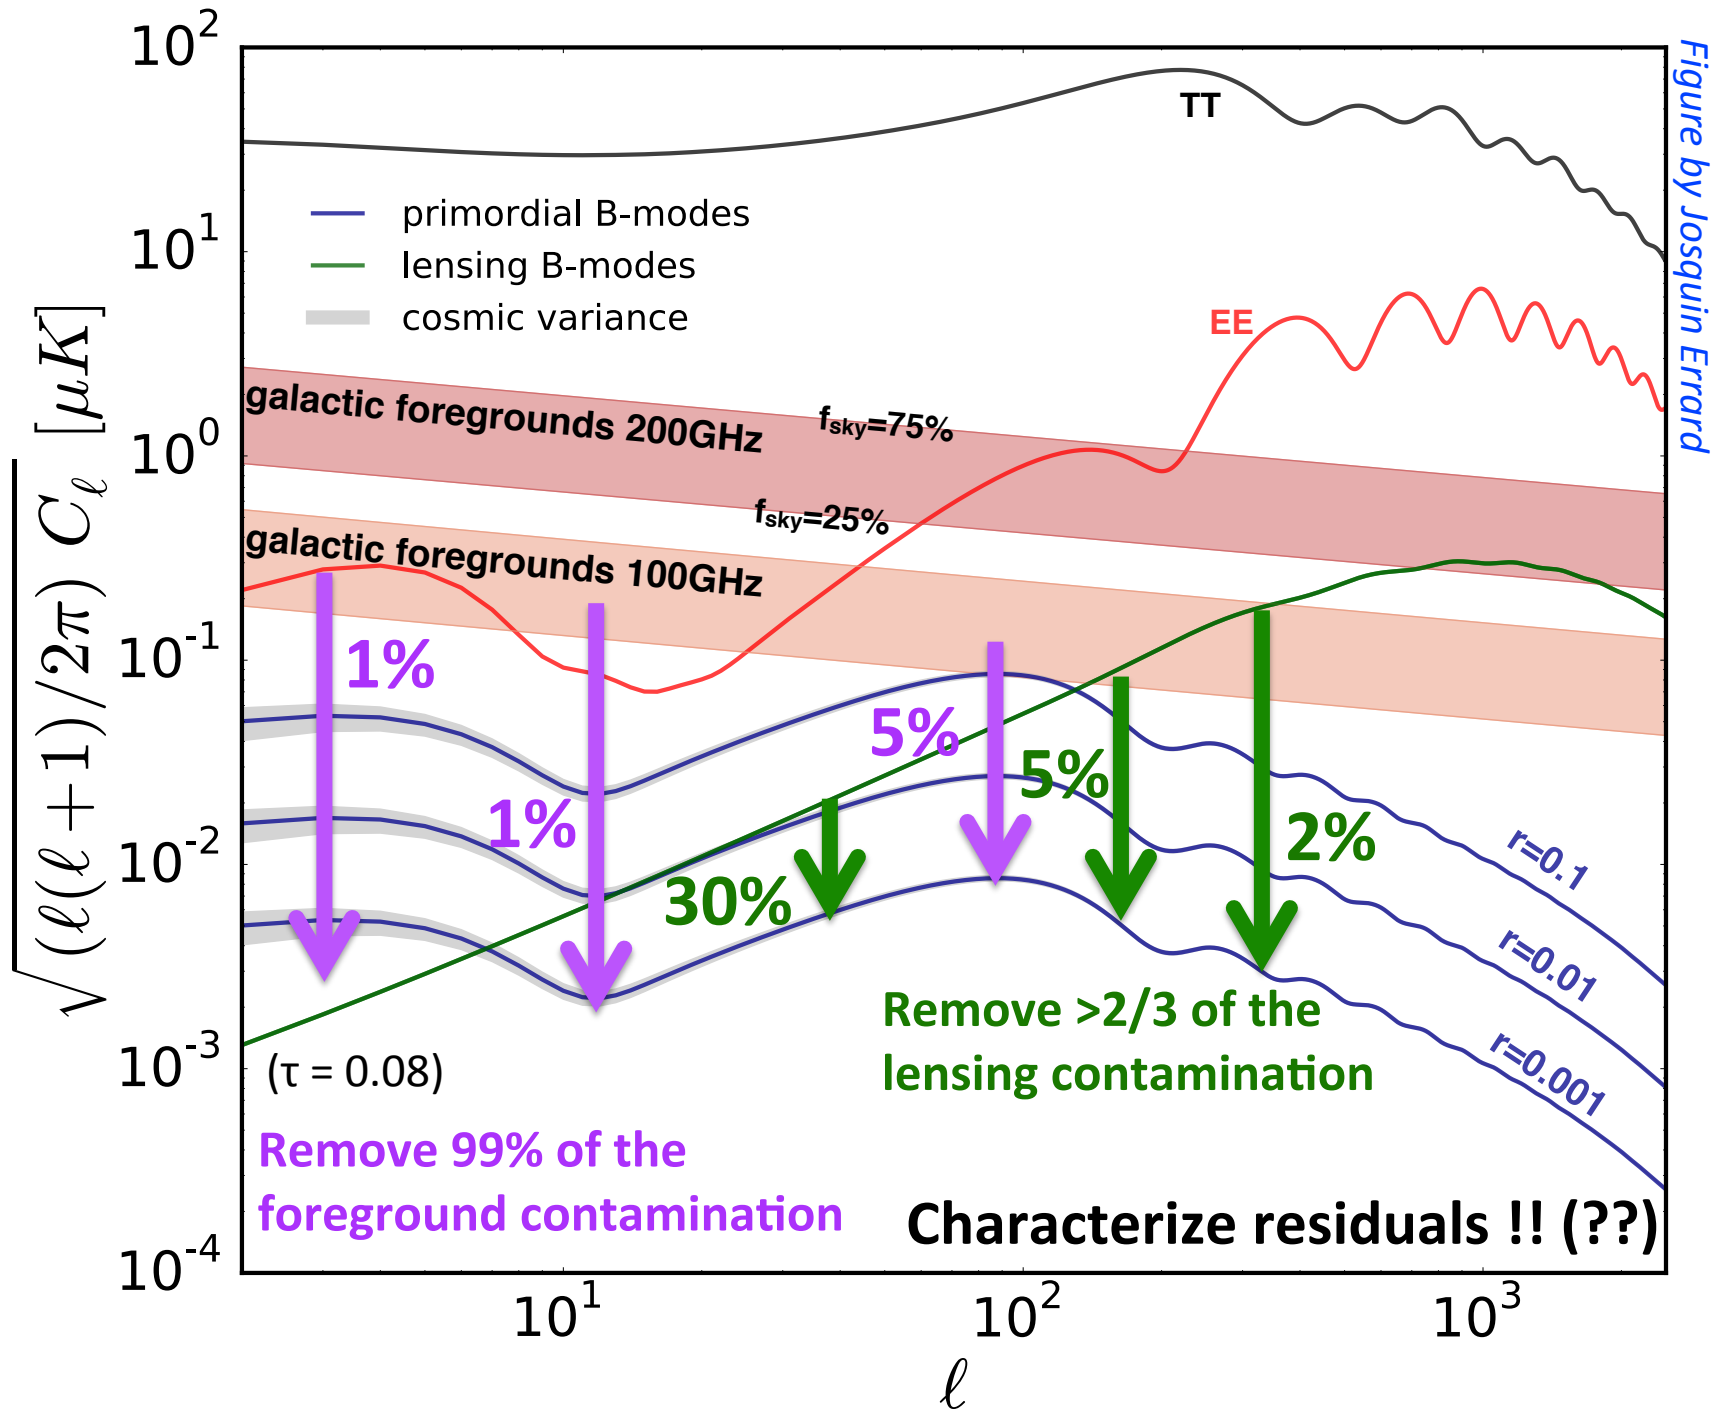 10²
10¹
10⁰
10⁻¹
10⁻²
10⁻³
10⁻⁴
√(ℓ(ℓ+1)/2π) C_ℓ [μK]
TT
primordial B-modes
lensing B-modes
cosmic variance
EE
galactic foregrounds 200GHz
f_sky=75%
f_sky=25%
galactic foregrounds 100GHz
1%
1%
30%
5%
5%
2%
r=0.1
r=0.01
r=0.001
Remove >2/3 of the
lensing contamination
(τ = 0.08)
Remove 99% of the
foreground contamination
Characterize residuals !! (??)
10¹
10²
10³
ℓ
Figure by Josquin Errard